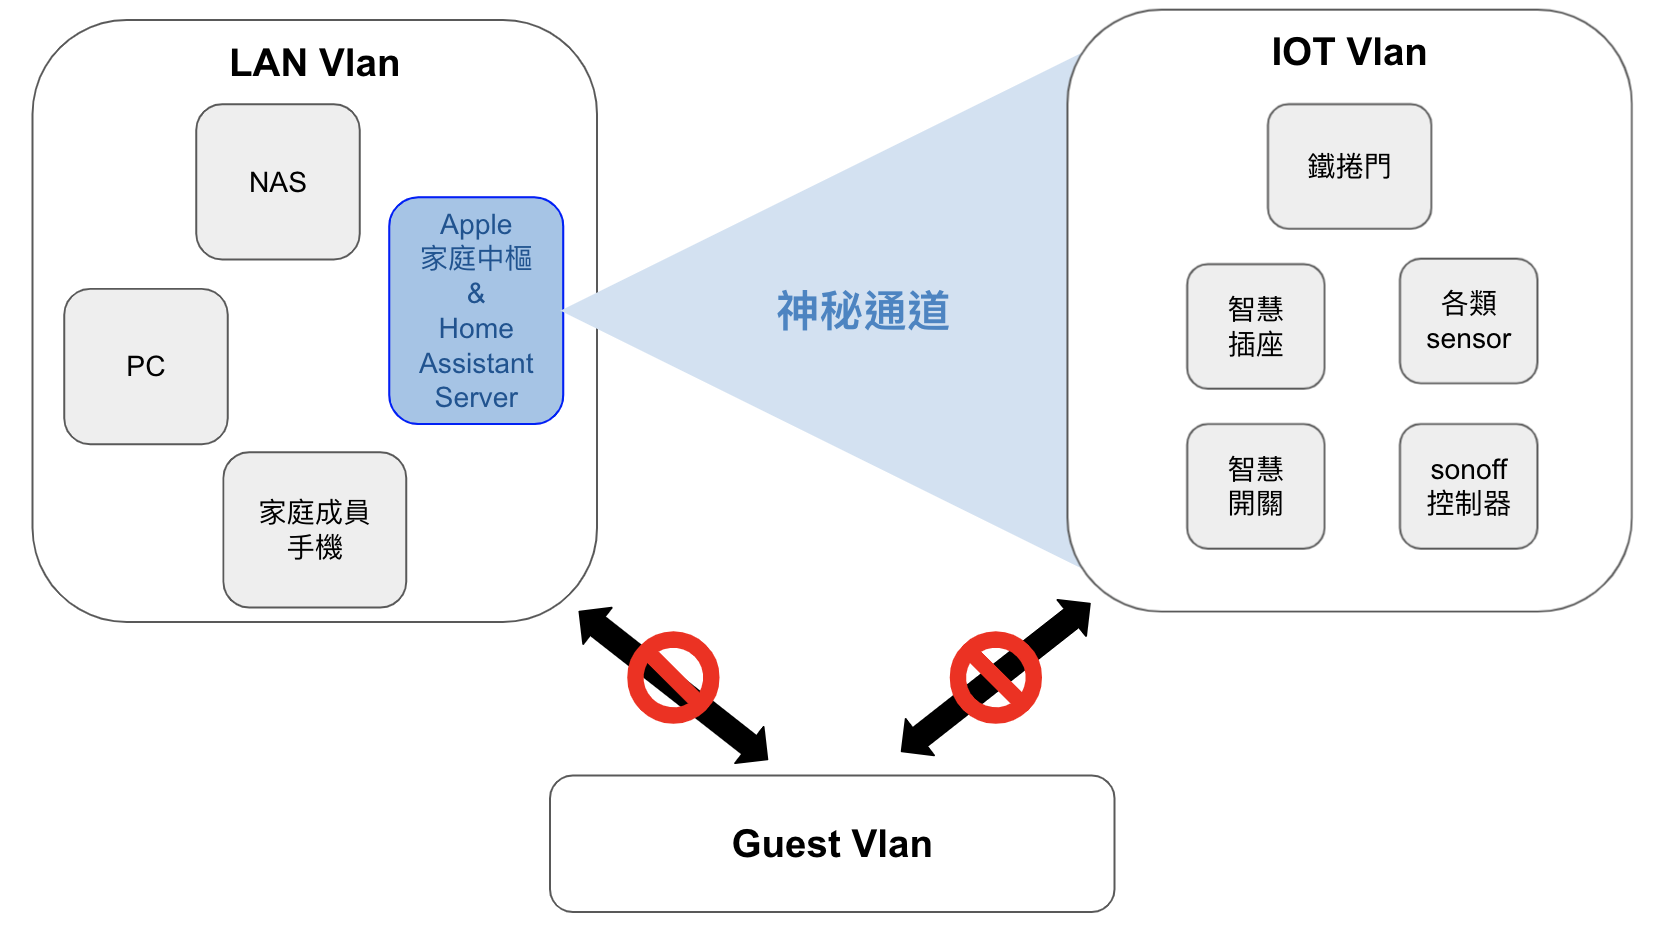 LAN Vlan
NAS
Apple
家庭中樞
&
Home
Assistant
Server
PC
家庭成員
手機
神秘通道
IOT Vlan
鐵捲門
智慧
插座
各類
sensor
智慧
開關
sonoff
控制器
Guest Vlan